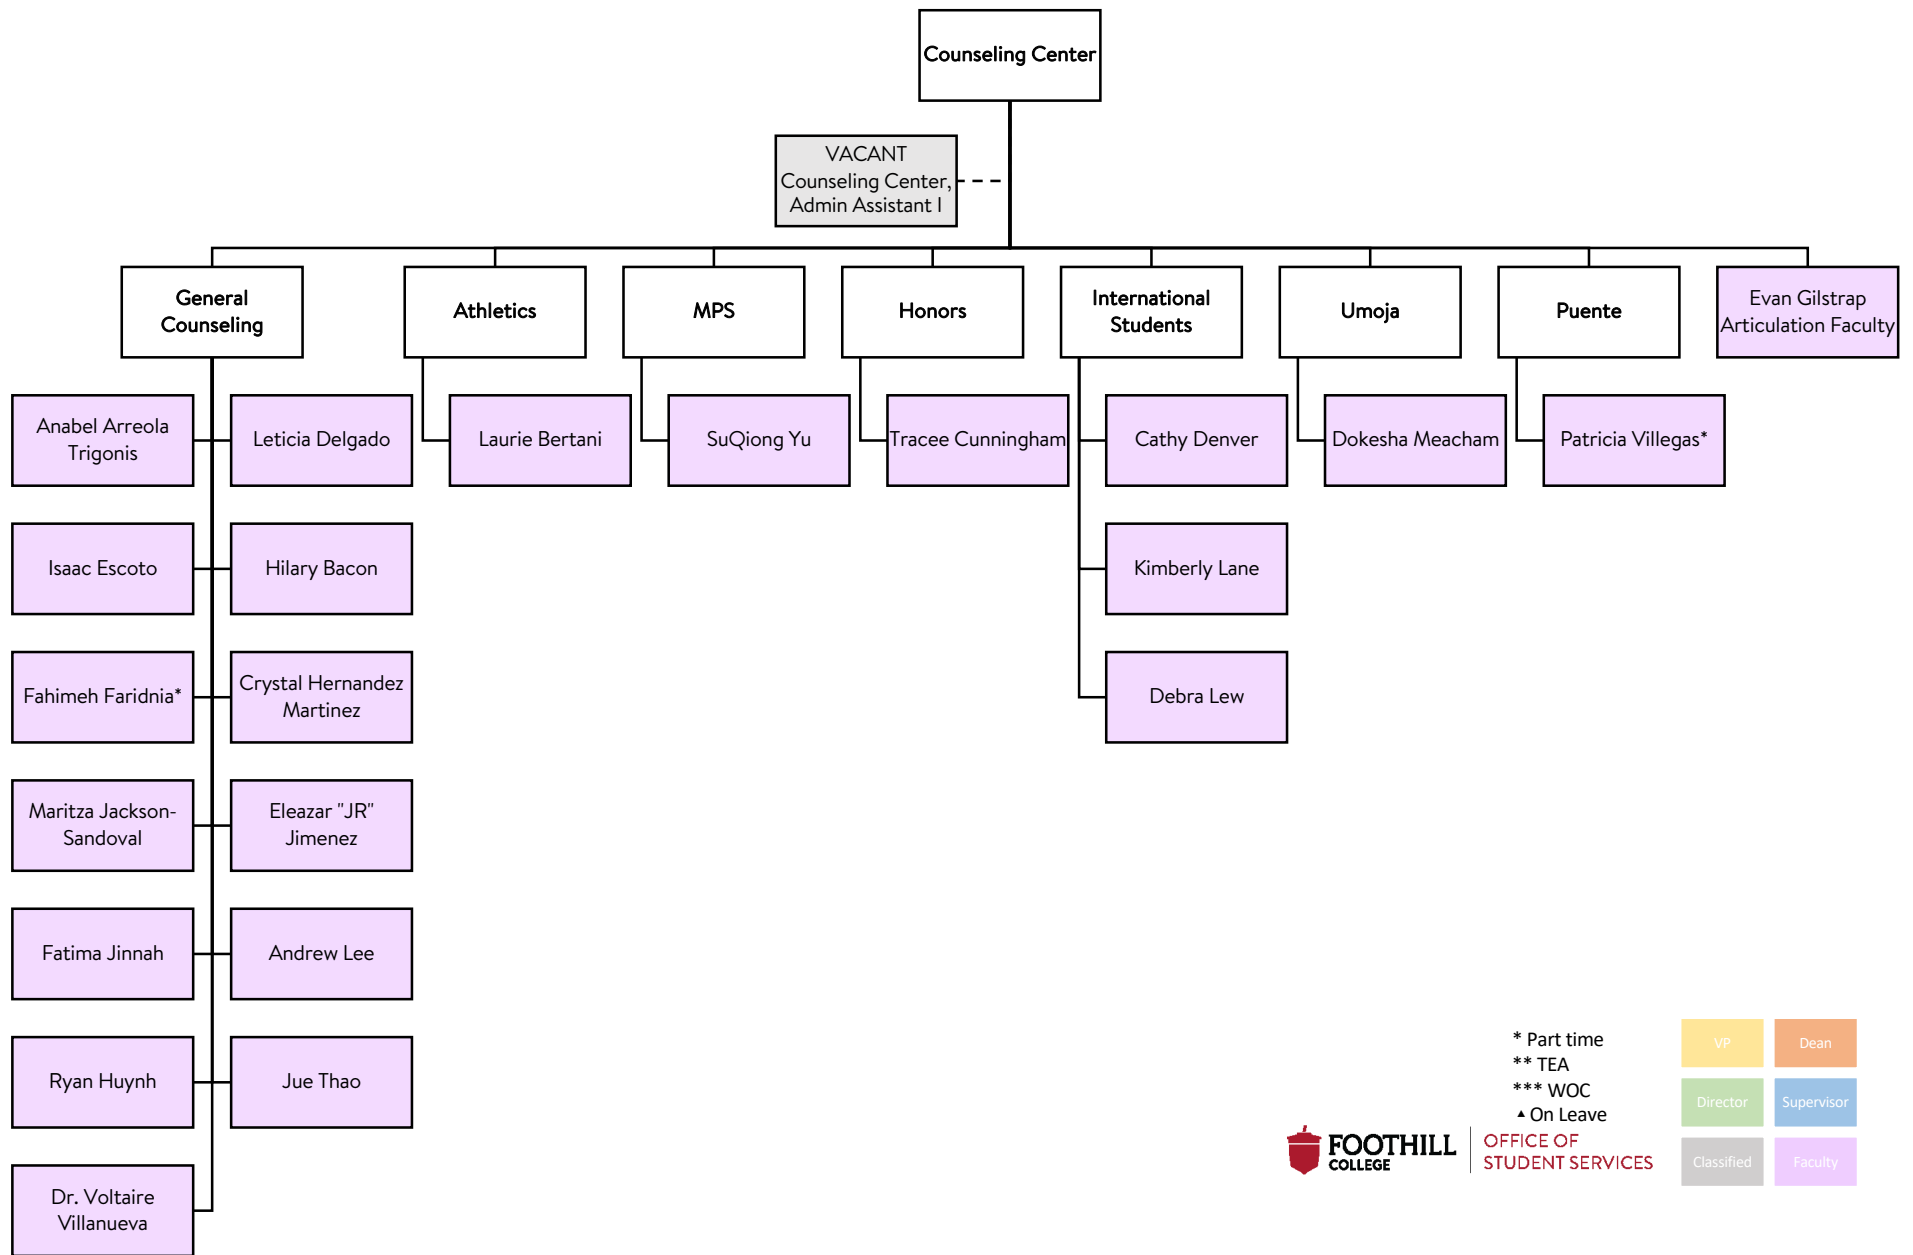 Counseling Center
VACANT
Counseling Center,
Admin Assistant I
General
Counseling
Athletics
MPS
Honors
International
Students
Umoja
Puente
Evan Gilstrap
Articulation Faculty
Anabel Arreola
Trigonis
Leticia Delgado
Laurie Bertani
SuQiong Yu
Tracee Cunningham
Cathy Denver
Dokesha Meacham
Patricia Villegas*
Isaac Escoto
Hilary Bacon
Kimberly Lane
Fahimeh Faridnia*
Crystal Hernandez
Martinez
Debra Lew
Maritza Jackson-
Sandoval
Eleazar "JR"
Jimenez
Fatima Jinnah
Andrew Lee
Ryan Huynh
Jue Thao
Dr. Voltaire
Villanueva
* Part time
** TEA
*** WOC
▲ On Leave
VP
Dean
Director
Supervisor
Classified
Faculty
FOOTHILL
COLLEGE
OFFICE OF
STUDENT SERVICES